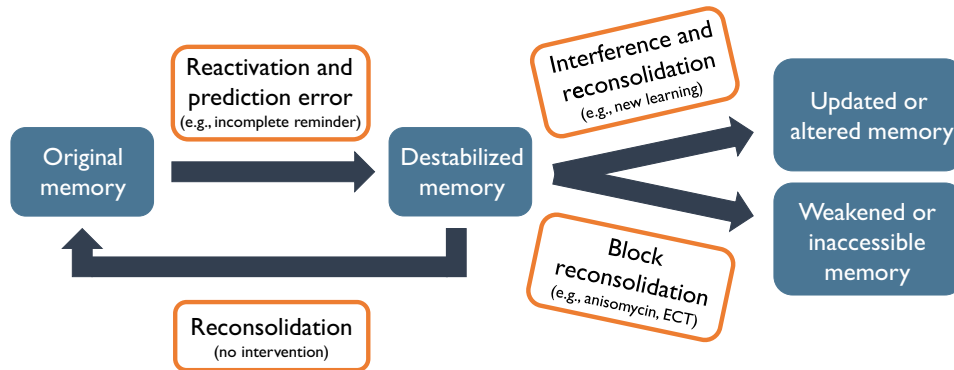 Original
memory
Reactivation and
prediction error
(e.g., incomplete reminder)
Destabilized
memory
Reconsolidation
(no intervention)
Interference and
reconsolidation
(e.g., new learning)
Block
reconsolidation
(e.g., anisomycin, ECT)
Updated or
altered memory
Weakened or
inaccessible
memory